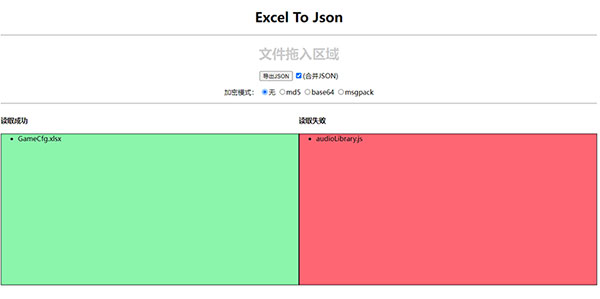 Excel To Json
文件拖入区域
导出JSON (合并JSON)
加密模式: 无 md5 base64 msgpack
读取成功 读取失败
GameCfg.xlsx audioLibrary.js